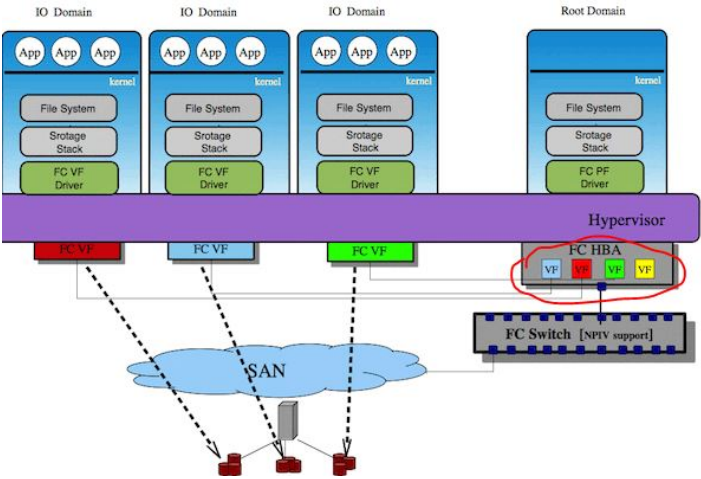 IO Domain
IO Domain
IO Domain
Root Domain
App App App
App App App
App App App
kernel
kernel
kernel
kernel
File System
File System
File System
File System
Srotage
Stack
Srotage
Stack
Srotage
Stack
Srotage
Stack
FC VF
Driver
FC VF
Driver
FC VF
Driver
FC PF
Driver
Hypervisor
FC VF
FC VF
FC VF
FC HBA
VF VF VF VF
FC Switch [NPIV support]
SAN